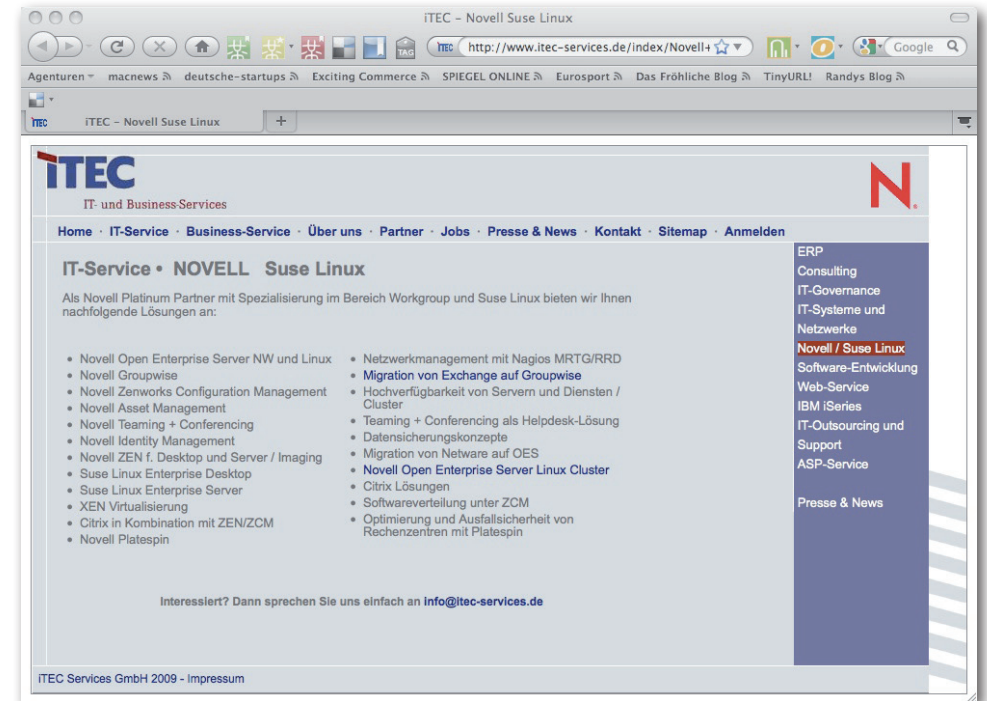 iTEC – Novell Suse Linux
TAG
iTEC http://www.itec-services.de/index/Novell+
Google
Agenturen macnews deutsche-startups Exciting Commerce SPIEGEL ONLINE Eurosport Das Fröhliche Blog TinyURL! Randys Blog
iTEC iTEC – Novell Suse Linux +
iTEC
IT- und Business-Services
N®
Home · IT-Service · Business-Service · Über uns · Partner · Jobs · Presse & News · Kontakt · Sitemap · Anmelden
IT-Service • NOVELL Suse Linux
Als Novell Platinum Partner mit Spezialisierung im Bereich Workgroup und Suse Linux bieten wir Ihnen
nachfolgende Lösungen an:
• Novell Open Enterprise Server NW und Linux
• Novell Groupwise
• Novell Zenworks Configuration Management
• Novell Asset Management
• Novell Teaming + Conferencing
• Novell Identity Management
• Novell ZEN f. Desktop und Server / Imaging
• Suse Linux Enterprise Desktop
• Suse Linux Enterprise Server
• XEN Virtualisierung
• Citrix in Kombination mit ZEN/ZCM
• Novell Platespin
• Netzwerkmanagement mit Nagios MRTG/RRD
• Migration von Exchange auf Groupwise
• Hochverfügbarkeit von Servern und Diensten /
Cluster
• Teaming + Conferencing als Helpdesk-Lösung
• Datensicherungskonzepte
• Migration von Netware auf OES
• Novell Open Enterprise Server Linux Cluster
• Citrix Lösungen
• Softwareverteilung unter ZCM
• Optimierung und Ausfallsicherheit von
Rechenzentren mit Platespin
Interessiert? Dann sprechen Sie uns einfach an info@itec-services.de
ERP
Consulting
IT-Governance
IT-Systeme und
Netzwerke
Novell / Suse Linux
Software-Entwicklung
Web-Service
IBM iSeries
IT-Outsourcing und
Support
ASP-Service
Presse & News
iTEC Services GmbH 2009 - Impressum